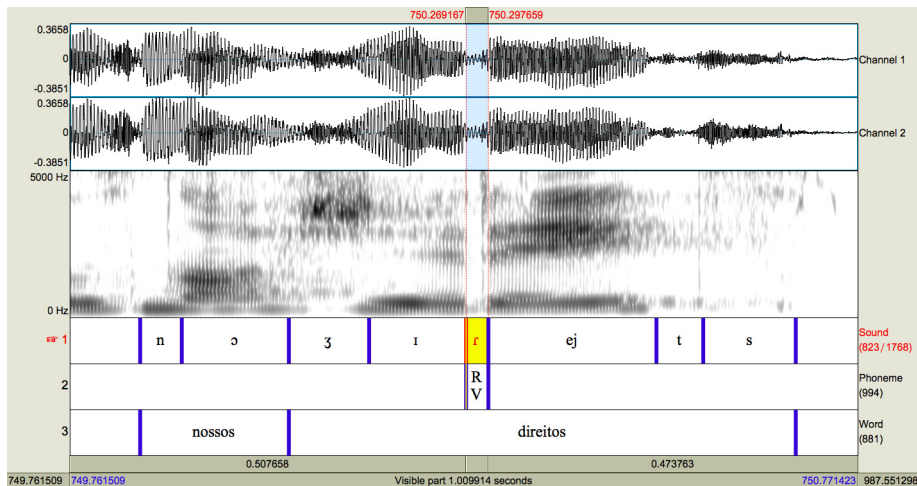 750.269167 750.297659
0.3658
0
-0.3851
Channel 1
0.3658
0
-0.3851
Channel 2
5000 Hz
0 Hz
☞ 1 n ɔ ʒ ɪ ɾ ej t s Sound
(823 / 1768)
2 R Phoneme
V (994)
3 nossos direitos Word
(881)
0.507658 0.473763
749.761509 749.761509 Visible part 1.009914 seconds 750.771423 987.551298